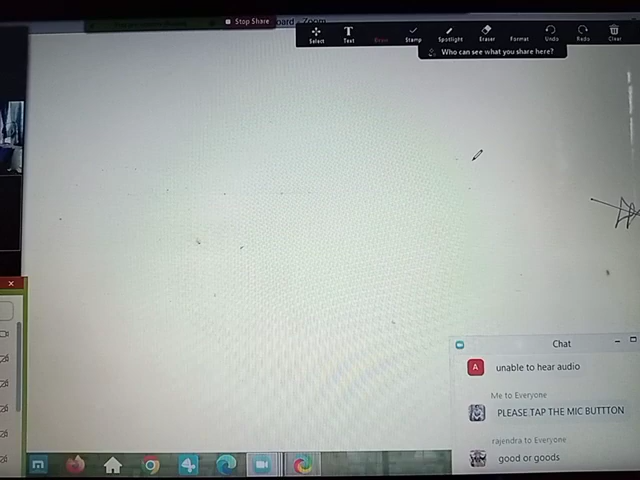 Stop Share
oard - Zoom
Select
Text
Draw
Stamp
Spotlight
Eraser
Format
Undo
Redo
Clear
Who can see what you share here?
Chat
A
unable to hear audio
Me to Everyone
PLEASE TAP THE MIC BUTTTON
rajendra to Everyone
good or goods